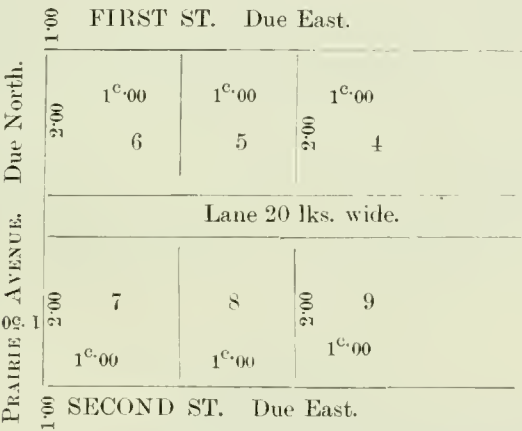 1·00 FIRST ST. Due East.
1ᶜ·00 1ᶜ·00 1ᶜ·00
2·00 6 5 2·00 4
Lane 20 lks. wide.
2·00 7 8 2·00 9
1ᶜ·00 1ᶜ·00 1ᶜ·00
1·00 SECOND ST. Due East.
PRAIRIE AVENUE. Due North.